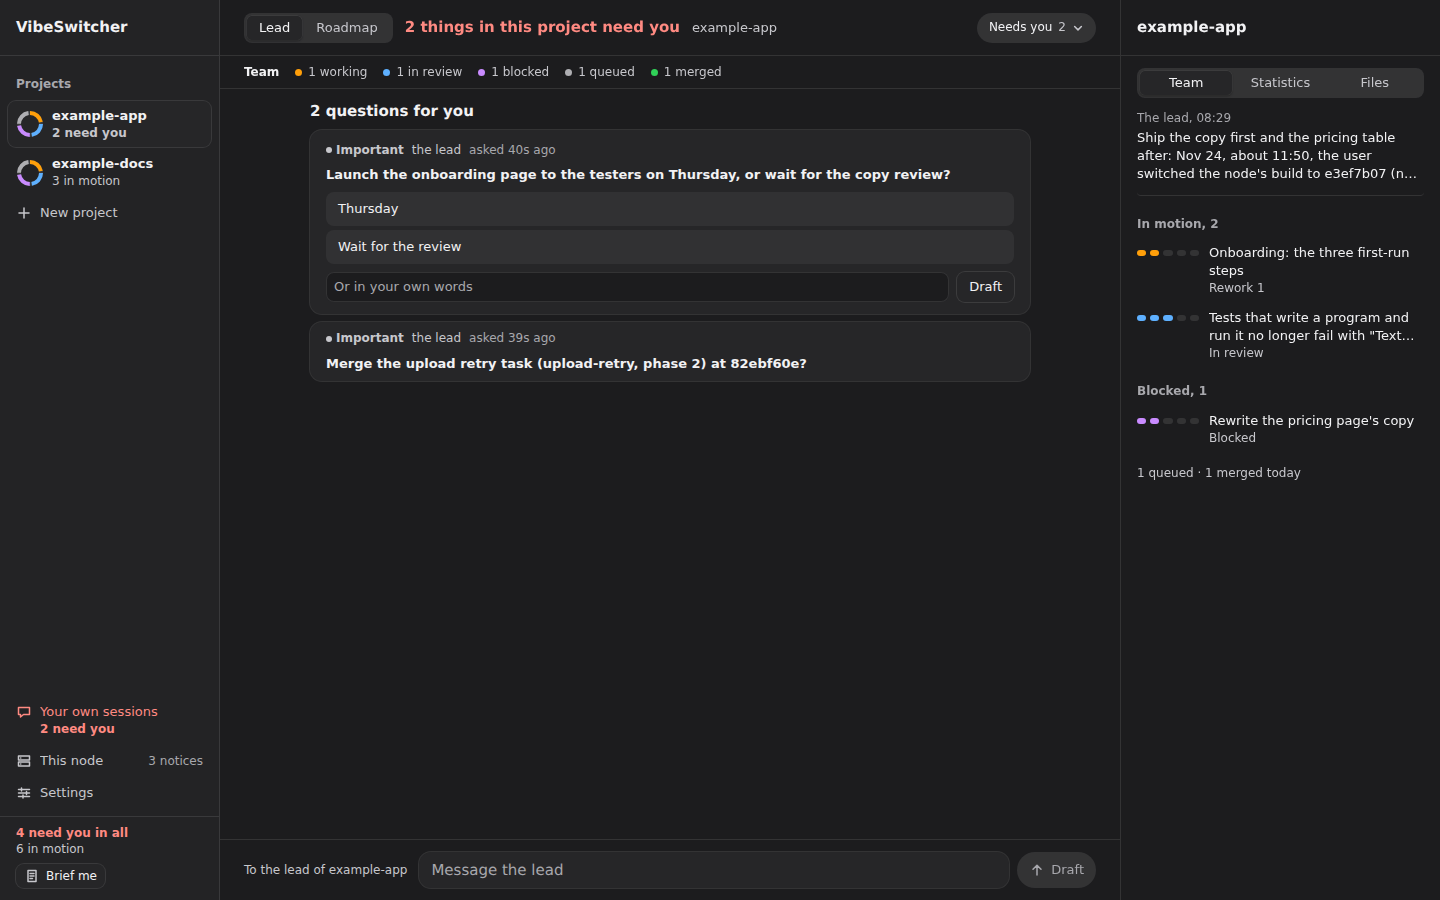 VibeSwitcher
Projects
example-app
2 need you
example-docs
3 in motion
New project
Your own sessions
2 need you
This node 3 notices
Settings
4 need you in all
6 in motion
Brief me
Lead Roadmap 2 things in this project need you example-app Needs you 2
Team 1 working 1 in review 1 blocked 1 queued 1 merged
2 questions for you
Important the lead asked 40s ago
Launch the onboarding page to the testers on Thursday, or wait for the copy review?
Thursday
Wait for the review
Or in your own words Draft
Important the lead asked 39s ago
Merge the upload retry task (upload-retry, phase 2) at 82ebf60e?
To the lead of example-app Message the lead Draft
example-app
Team Statistics Files
The lead, 08:29
Ship the copy first and the pricing table
after: Nov 24, about 11:50, the user
switched the node's build to e3ef7b07 (n…
In motion, 2
Onboarding: the three first-run
steps
Rework 1
Tests that write a program and
run it no longer fail with "Text…
In review
Blocked, 1
Rewrite the pricing page's copy
Blocked
1 queued · 1 merged today